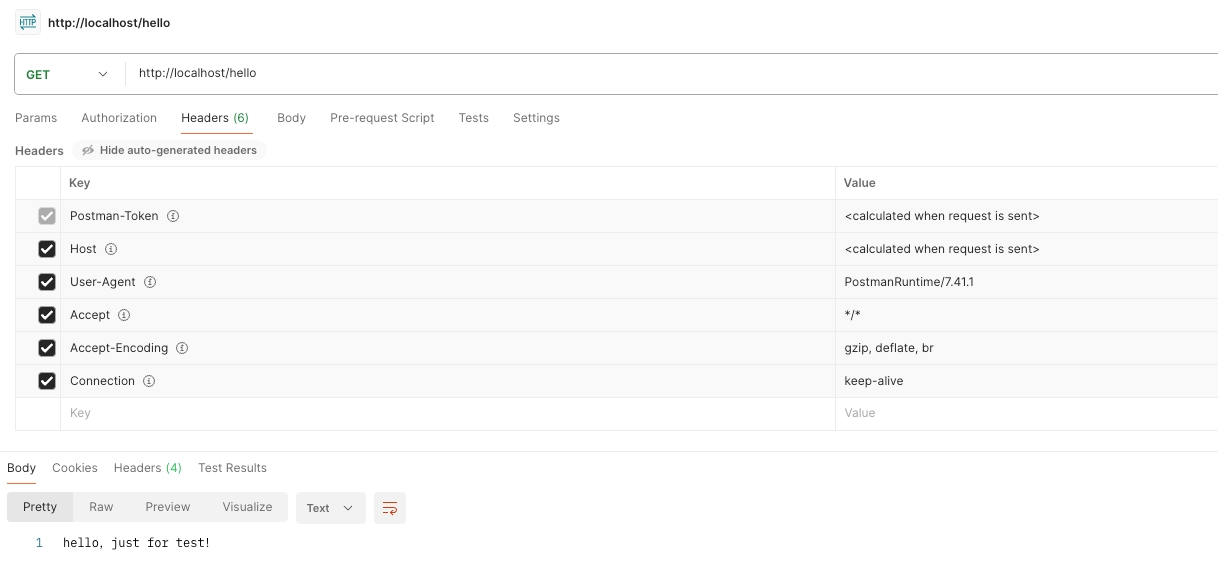 HTTP http://localhost/hello
GET http://localhost/hello
Params Authorization Headers (6) Body Pre-request Script Tests Settings
Headers Hide auto-generated headers
Key Value
Postman-Token <calculated when request is sent>
Host <calculated when request is sent>
User-Agent PostmanRuntime/7.41.1
Accept */*
Accept-Encoding gzip, deflate, br
Connection keep-alive
Key Value
Body Cookies Headers (4) Test Results
Pretty Raw Preview Visualize Text
1 hello, just for test!